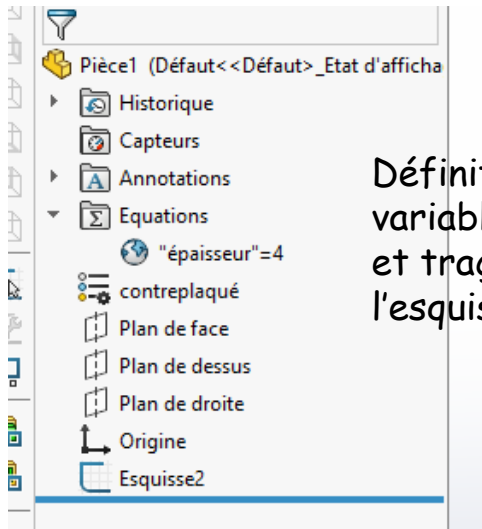 Pièce1 (Défaut<<Défaut>_Etat d'afficha
Historique
Capteurs
Annotations
Equations
"épaisseur"=4
contreplaqué
Plan de face
Plan de dessus
Plan de droite
Origine
Esquisse2
et